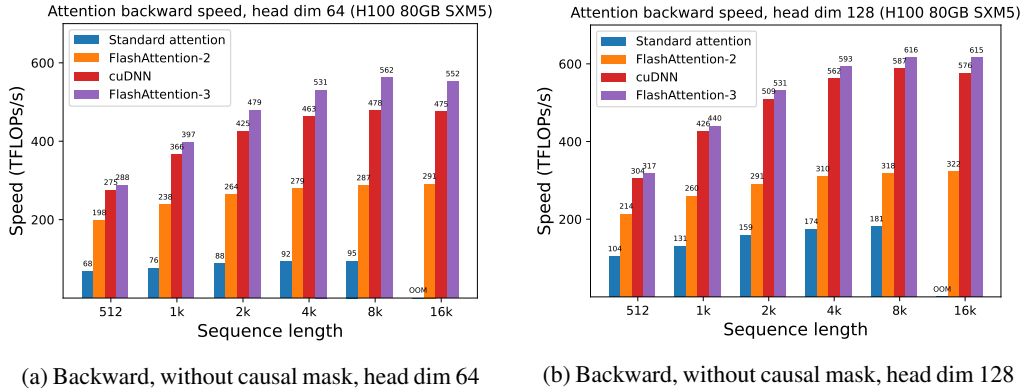 Attention backward speed, head dim 64 (H100 80GB SXM5)
Standard attention
FlashAttention-2
cuDNN
FlashAttention-3
Speed (TFLOPs/s)
600
400
200
68 198 275 288
76 238 366 397
88 264 425 479
92 279 463 531
95 287 478 562
OOM 291 475 552
512 1k 2k 4k 8k 16k
Sequence length
(a) Backward, without causal mask, head dim 64
Attention backward speed, head dim 128 (H100 80GB SXM5)
Standard attention
FlashAttention-2
cuDNN
FlashAttention-3
Speed (TFLOPs/s)
600
400
200
104 214 304 317
131 260 426 440
159 291 509 531
174 310 562 593
181 318 587 616
OOM 322 576 615
512 1k 2k 4k 8k 16k
Sequence length
(b) Backward, without causal mask, head dim 128